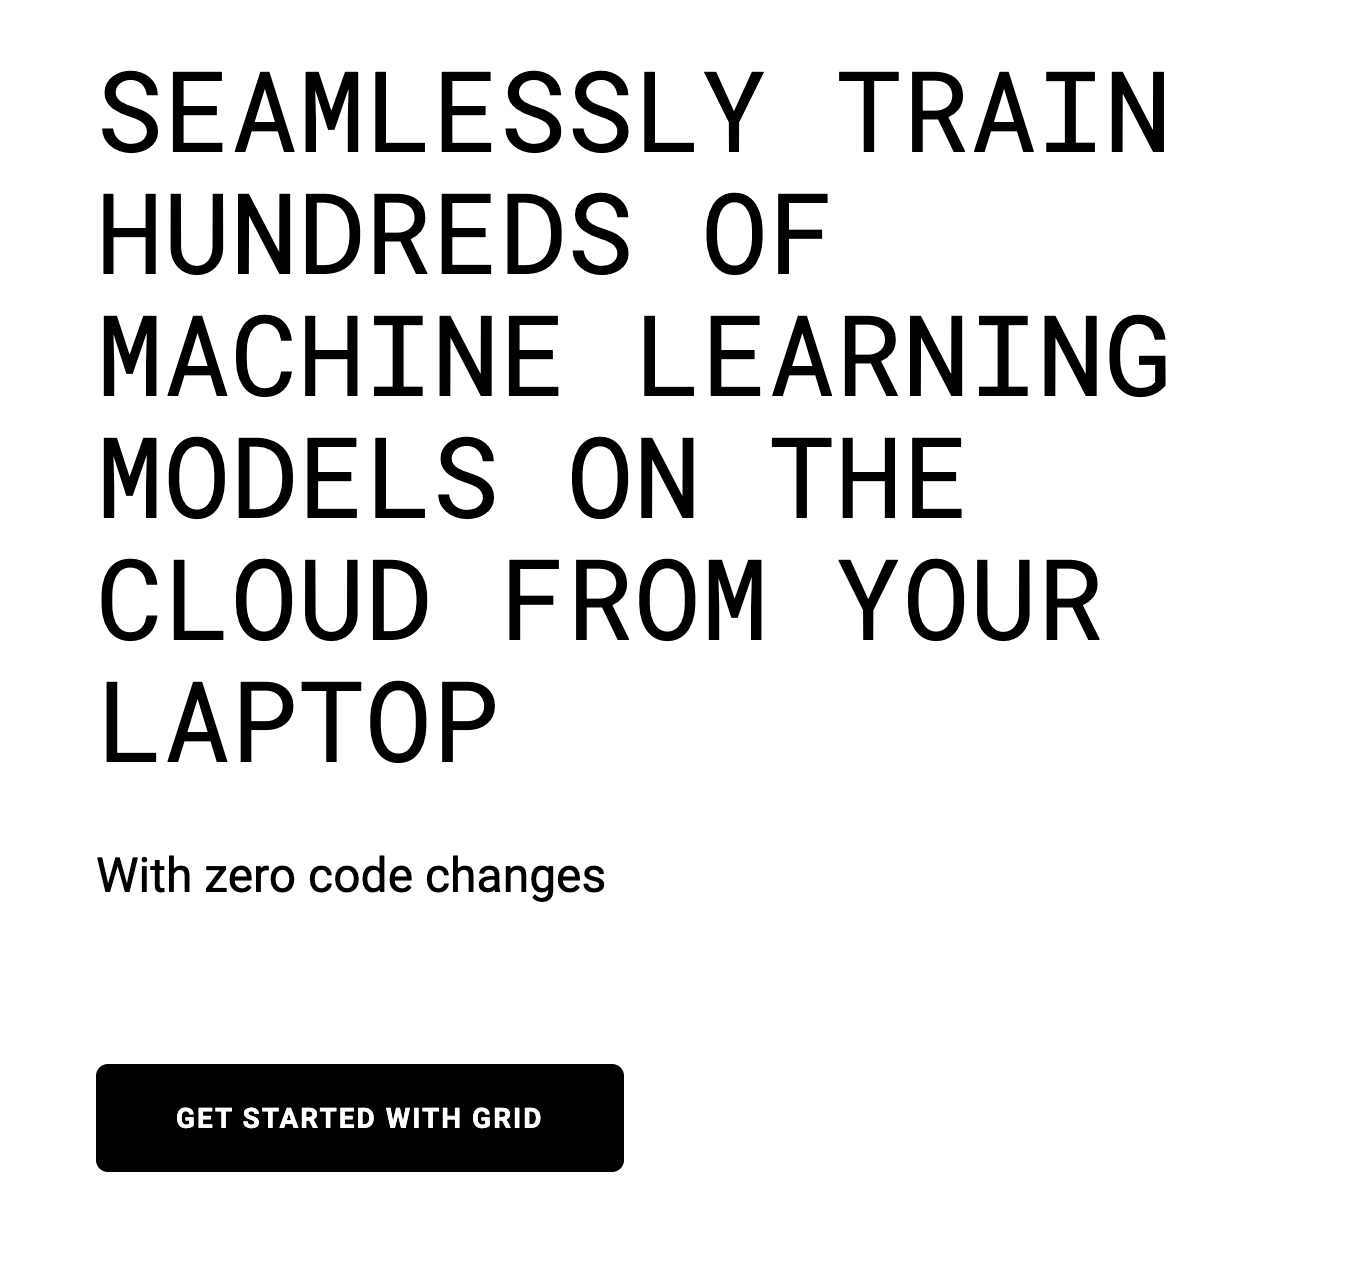 SEAMLESSLY TRAIN
HUNDREDS OF
MACHINE LEARNING
MODELS ON THE
CLOUD FROM YOUR
LAPTOP
With zero code changes
GET STARTED WITH GRID